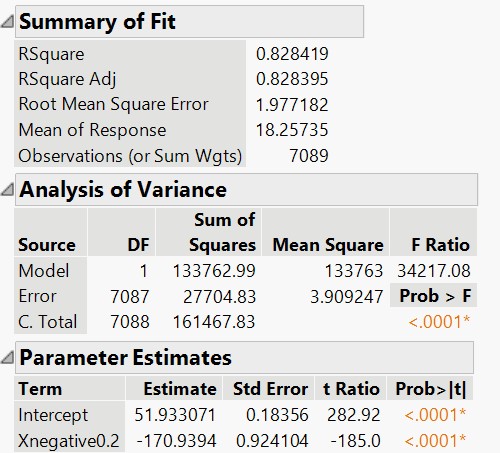 Summary of Fit
RSquare 0.828419
RSquare Adj 0.828395
Root Mean Square Error 1.977182
Mean of Response 18.25735
Observations (or Sum Wgts) 7089
Analysis of Variance
Sum of
Source DF Squares Mean Square F Ratio
Model 1 133762.99 133763 34217.08
Error 7087 27704.83 3.909247 Prob > F
C. Total 7088 161467.83 <.0001*
Parameter Estimates
Term Estimate Std Error t Ratio Prob>|t|
Intercept 51.933071 0.18356 282.92 <.0001*
Xnegative0.2 -170.9394 0.924104 -185.0 <.0001*